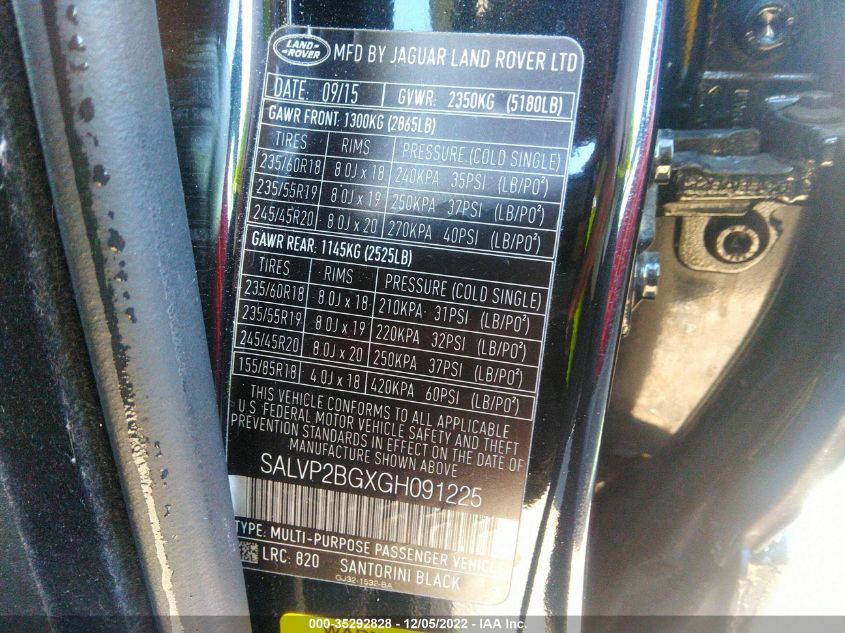 LAND ROVER MFD BY JAGUAR LAND ROVER LTD
DATE: 09/15 GVWR: 2350KG (5180LB)
GAWR FRONT: 1300KG (2865LB)
TIRES RIMS PRESSURE (COLD SINGLE)
235/60R18 8.0J x 18 240KPA 35PSI (LB/PO²)
235/55R19 8.0J x 19 250KPA 37PSI (LB/PO²)
245/45R20 8.0J x 20 270KPA 40PSI (LB/PO²)
GAWR REAR: 1145KG (2525LB)
TIRES RIMS PRESSURE (COLD SINGLE)
235/60R18 8.0J x 18 210KPA 31PSI (LB/PO²)
235/55R19 8.0J x 19 220KPA 32PSI (LB/PO²)
245/45R20 8.0J x 20 250KPA 37PSI (LB/PO²)
155/85R18 4.0J x 18 420KPA 60PSI (LB/PO²)
THIS VEHICLE CONFORMS TO ALL APPLICABLE
U.S. FEDERAL MOTOR VEHICLE SAFETY AND THEFT
PREVENTION STANDARDS IN EFFECT ON THE DATE OF
MANUFACTURE SHOWN ABOVE.
SALVP2BGXGH091225
TYPE: MULTI-PURPOSE PASSENGER VEHICLE
LRC: 820 SANTORINI BLACK
GJ32-1532-BA
000-35292828 - 12/05/2022 - IAA Inc.